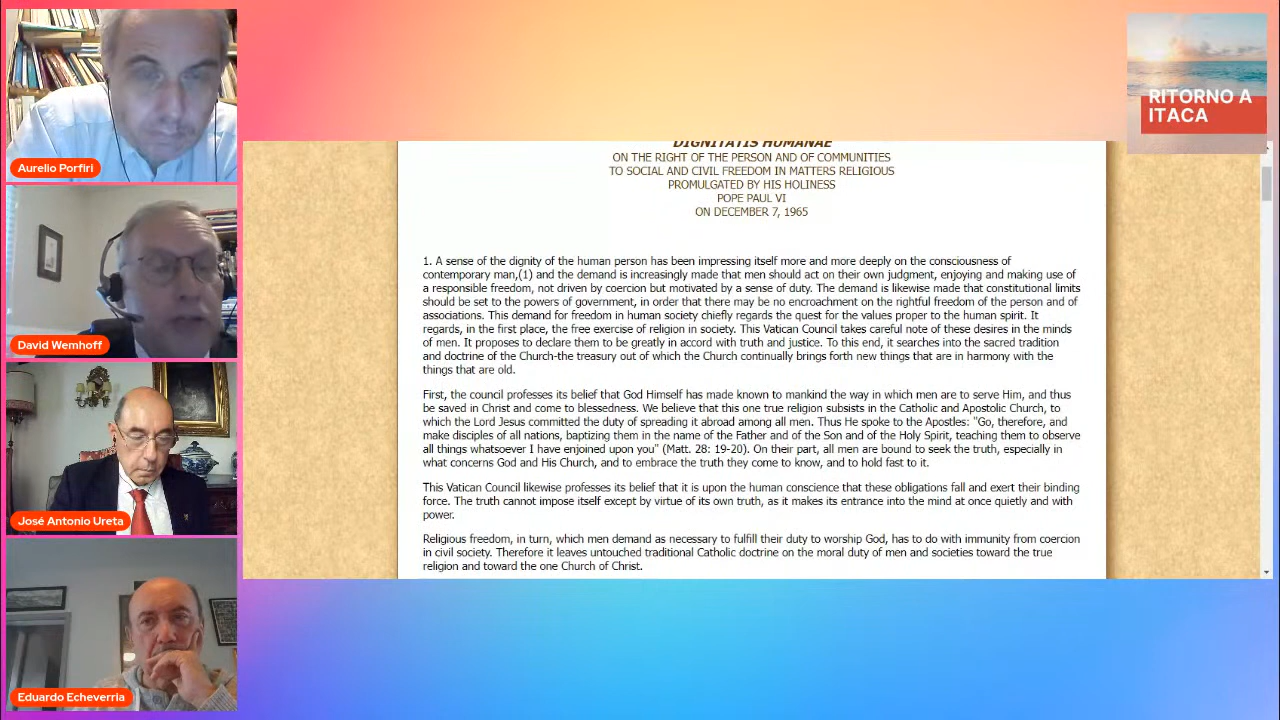 Aurelio Porfiri
David Wemhoff
José Antonio Ureta
Eduardo Echeverria
RITORNO A
ITACA
DIGNITATIS HUMANAE
ON THE RIGHT OF THE PERSON AND OF COMMUNITIES
TO SOCIAL AND CIVIL FREEDOM IN MATTERS RELIGIOUS
PROMULGATED BY HIS HOLINESS
POPE PAUL VI
ON DECEMBER 7, 1965
1. A sense of the dignity of the human person has been impressing itself more and more deeply on the consciousness of
contemporary man,(1) and the demand is increasingly made that men should act on their own judgment, enjoying and making use of
a responsible freedom, not driven by coercion but motivated by a sense of duty. The demand is likewise made that constitutional limits
should be set to the powers of government, in order that there may be no encroachment on the rightful freedom of the person and of
associations. This demand for freedom in human society chiefly regards the quest for the values proper to the human spirit. It
regards, in the first place, the free exercise of religion in society. This Vatican Council takes careful note of these desires in the minds
of men. It proposes to declare them to be greatly in accord with truth and justice. To this end, it searches into the sacred tradition
and doctrine of the Church-the treasury out of which the Church continually brings forth new things that are in harmony with the
things that are old.
First, the council professes its belief that God Himself has made known to mankind the way in which men are to serve Him, and thus
be saved in Christ and come to blessedness. We believe that this one true religion subsists in the Catholic and Apostolic Church, to
which the Lord Jesus committed the duty of spreading it abroad among all men. Thus He spoke to the Apostles: "Go, therefore, and
make disciples of all nations, baptizing them in the name of the Father and of the Son and of the Holy Spirit, teaching them to observe
all things whatsoever I have enjoined upon you" (Matt. 28: 19-20). On their part, all men are bound to seek the truth, especially in
what concerns God and His Church, and to embrace the truth they come to know, and to hold fast to it.
This Vatican Council likewise professes its belief that it is upon the human conscience that these obligations fall and exert their binding
force. The truth cannot impose itself except by virtue of its own truth, as it makes its entrance into the mind at once quietly and with
power.
Religious freedom, in turn, which men demand as necessary to fulfill their duty to worship God, has to do with immunity from coercion
in civil society. Therefore it leaves untouched traditional Catholic doctrine on the moral duty of men and societies toward the true
religion and toward the one Church of Christ.